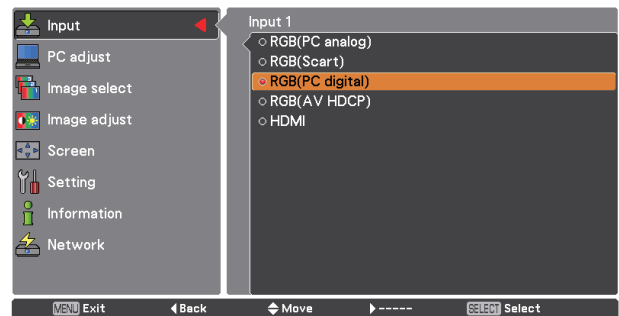 Input
PC adjust
Image select
Image adjust
Screen
Setting
Information
Network
Input 1
RGB(PC analog)
RGB(Scart)
RGB(PC digital)
RGB(AV HDCP)
HDMI
MENU Exit Back Move ----- SELECT Select